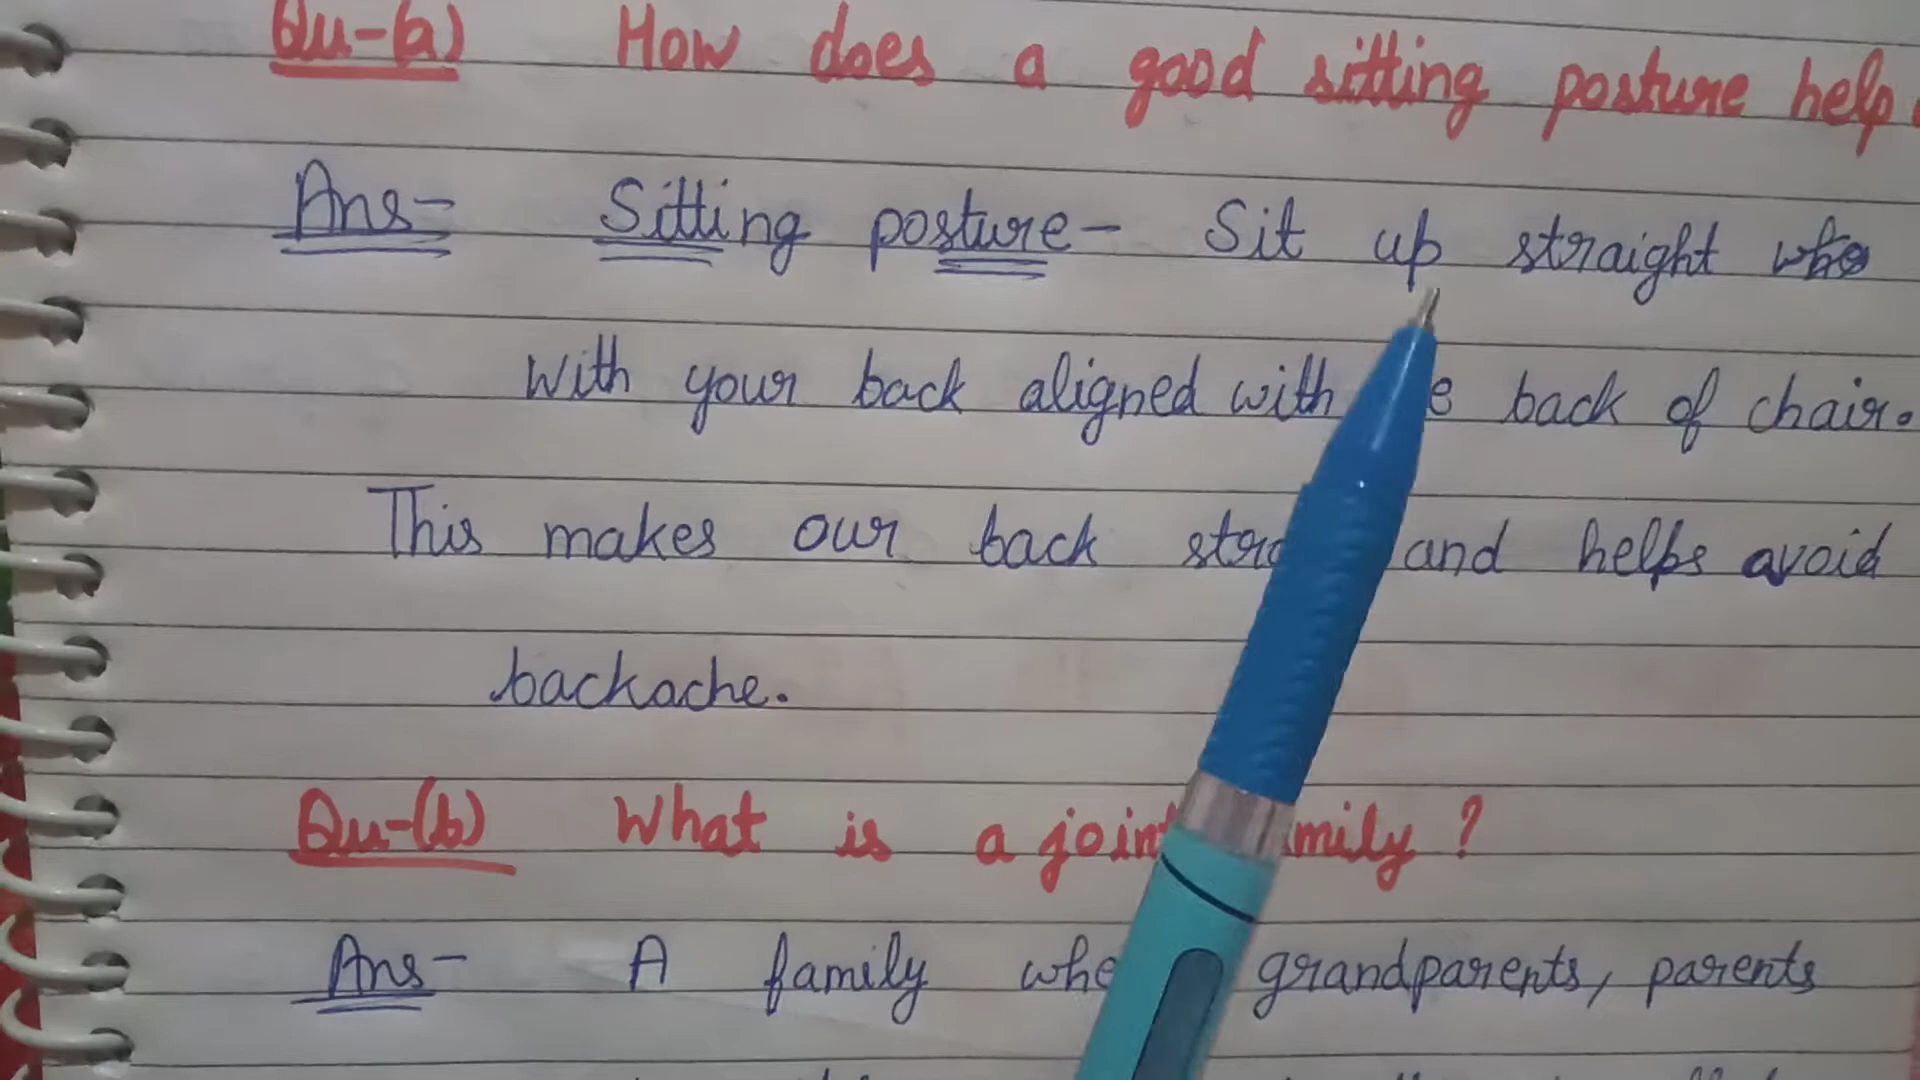 Qu-(a) How does a good sitting posture help
Ans- Sitting posture- Sit up straight
With your back aligned with back of chair.
This makes our back and helps avoid
backache.
Qu-(b) What is a joint ?
Ans- A family grandparents, parents